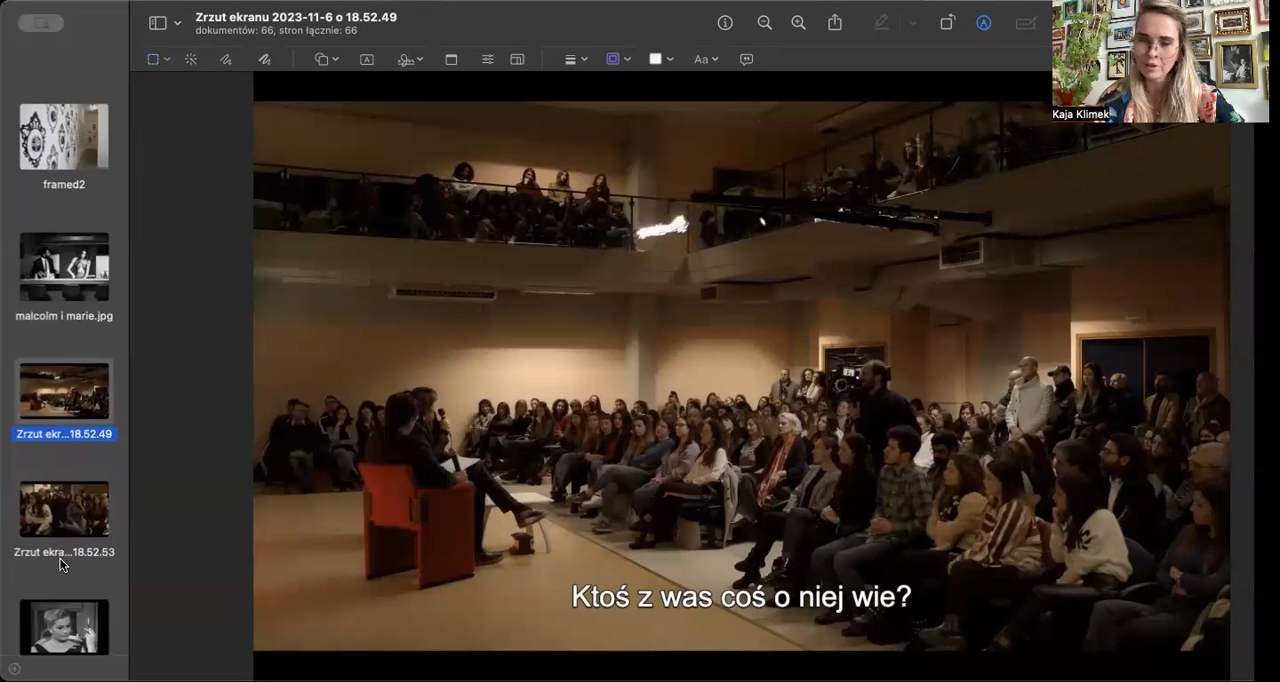 Zrzut ekranu 2023-11-6 o 18.52.49
dokumentów: 66, stron łącznie: 66
Aa
Kaja Klimek
framed2
malcolm i marie.jpg
Zrzut ekr...18.52.49
Zrzut ekra...18.52.53
Ktoś z was coś o niej wie?